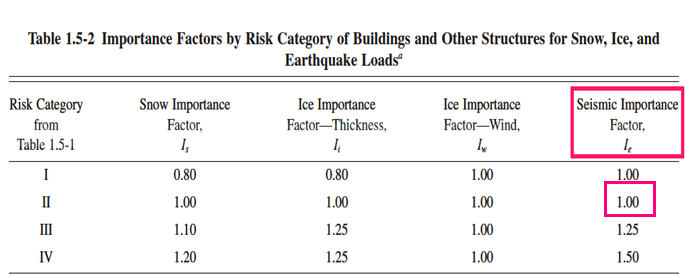 Table 1.5-2 Importance Factors by Risk Category of Buildings and Other Structures for Snow, Ice, and
Earthquake Loadsᵃ
Risk Category from Table 1.5-1 Snow Importance Factor, Iₛ Ice Importance Factor—Thickness, Iᵢ Ice Importance Factor—Wind, I_w Seismic Importance Factor, Iₑ
I 0.80 0.80 1.00 1.00
II 1.00 1.00 1.00 1.00
III 1.10 1.25 1.00 1.25
IV 1.20 1.25 1.00 1.50